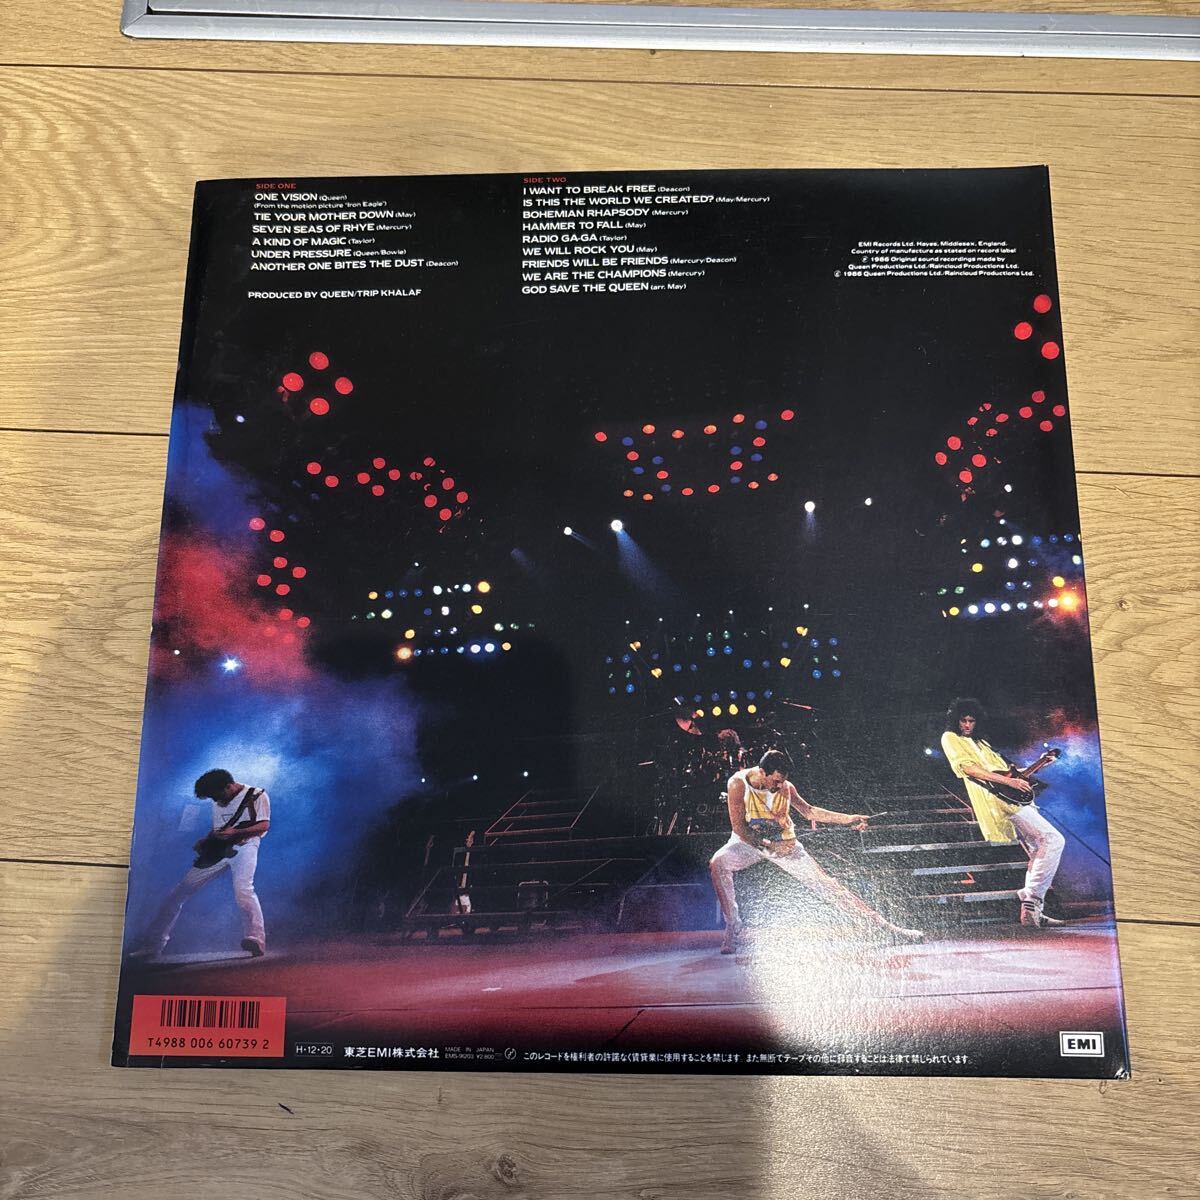 SIDE ONE
ONE VISION (Queen)
(From the motion picture 'Iron Eagle')
TIE YOUR MOTHER DOWN (May)
SEVEN SEAS OF RHYE (Mercury)
A KIND OF MAGIC (Taylor)
UNDER PRESSURE (Queen/Bowie)
ANOTHER ONE BITES THE DUST (Deacon)
PRODUCED BY QUEEN/TRIP KHALAF
SIDE TWO
I WANT TO BREAK FREE (Deacon)
IS THIS THE WORLD WE CREATED? (May/Mercury)
BOHEMIAN RHAPSODY (Mercury)
HAMMER TO FALL (May)
RADIO GA-GA (Taylor)
WE WILL ROCK YOU (May)
FRIENDS WILL BE FRIENDS (Mercury/Deacon)
WE ARE THE CHAMPIONS (Mercury)
GOD SAVE THE QUEEN (arr. May)
EMI Records Ltd. Hayes, Middlesex, England.
Country of manufacture as stated on record label
℗ 1986 Original sound recordings made by
Queen Productions Ltd./Raincloud Productions Ltd.
© 1986 Queen Productions Ltd./Raincloud Productions Ltd.
QUEEN
T4988 006 60739 2
H・12・20
東芝EMI株式会社
MADE IN JAPAN
EMS-91203 ¥2,800
このレコードを権利者の許諾なく賃貸業に使用することを禁じます。また無断でテープその他に録音することは法律で禁じられています。
EMI